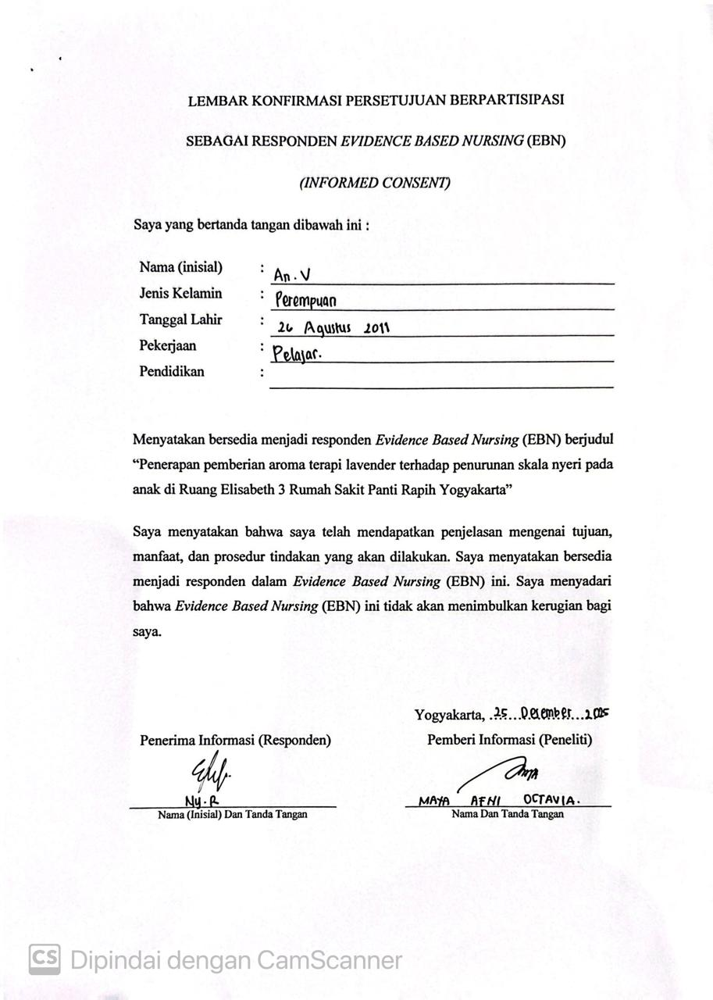 LEMBAR KONFIRMASI PERSETUJUAN BERPARTISIPASI
SEBAGAI RESPONDEN EVIDENCE BASED NURSING (EBN)
(INFORMED CONSENT)
Saya yang bertanda tangan dibawah ini :
Nama (inisial) : An. V
Jenis Kelamin : Perempuan
Tanggal Lahir : 26 Agustus 2011
Pekerjaan : Pelajar.
Pendidikan :
Menyatakan bersedia menjadi responden Evidence Based Nursing (EBN) berjudul
“Penerapan pemberian aroma terapi lavender terhadap penurunan skala nyeri pada
anak di Ruang Elisabeth 3 Rumah Sakit Panti Rapih Yogyakarta”
Saya menyatakan bahwa saya telah mendapatkan penjelasan mengenai tujuan,
manfaat, dan prosedur tindakan yang akan dilakukan. Saya menyatakan bersedia
menjadi responden dalam Evidence Based Nursing (EBN) ini. Saya menyadari
bahwa Evidence Based Nursing (EBN) ini tidak akan menimbulkan kerugian bagi
saya.
Yogyakarta, .25...Desember...2025
Penerima Informasi (Responden) Pemberi Informasi (Peneliti)
Ny. R MAYA AFNI OCTAVIA.
Nama (Inisial) Dan Tanda Tangan Nama Dan Tanda Tangan
CS Dipindai dengan CamScanner